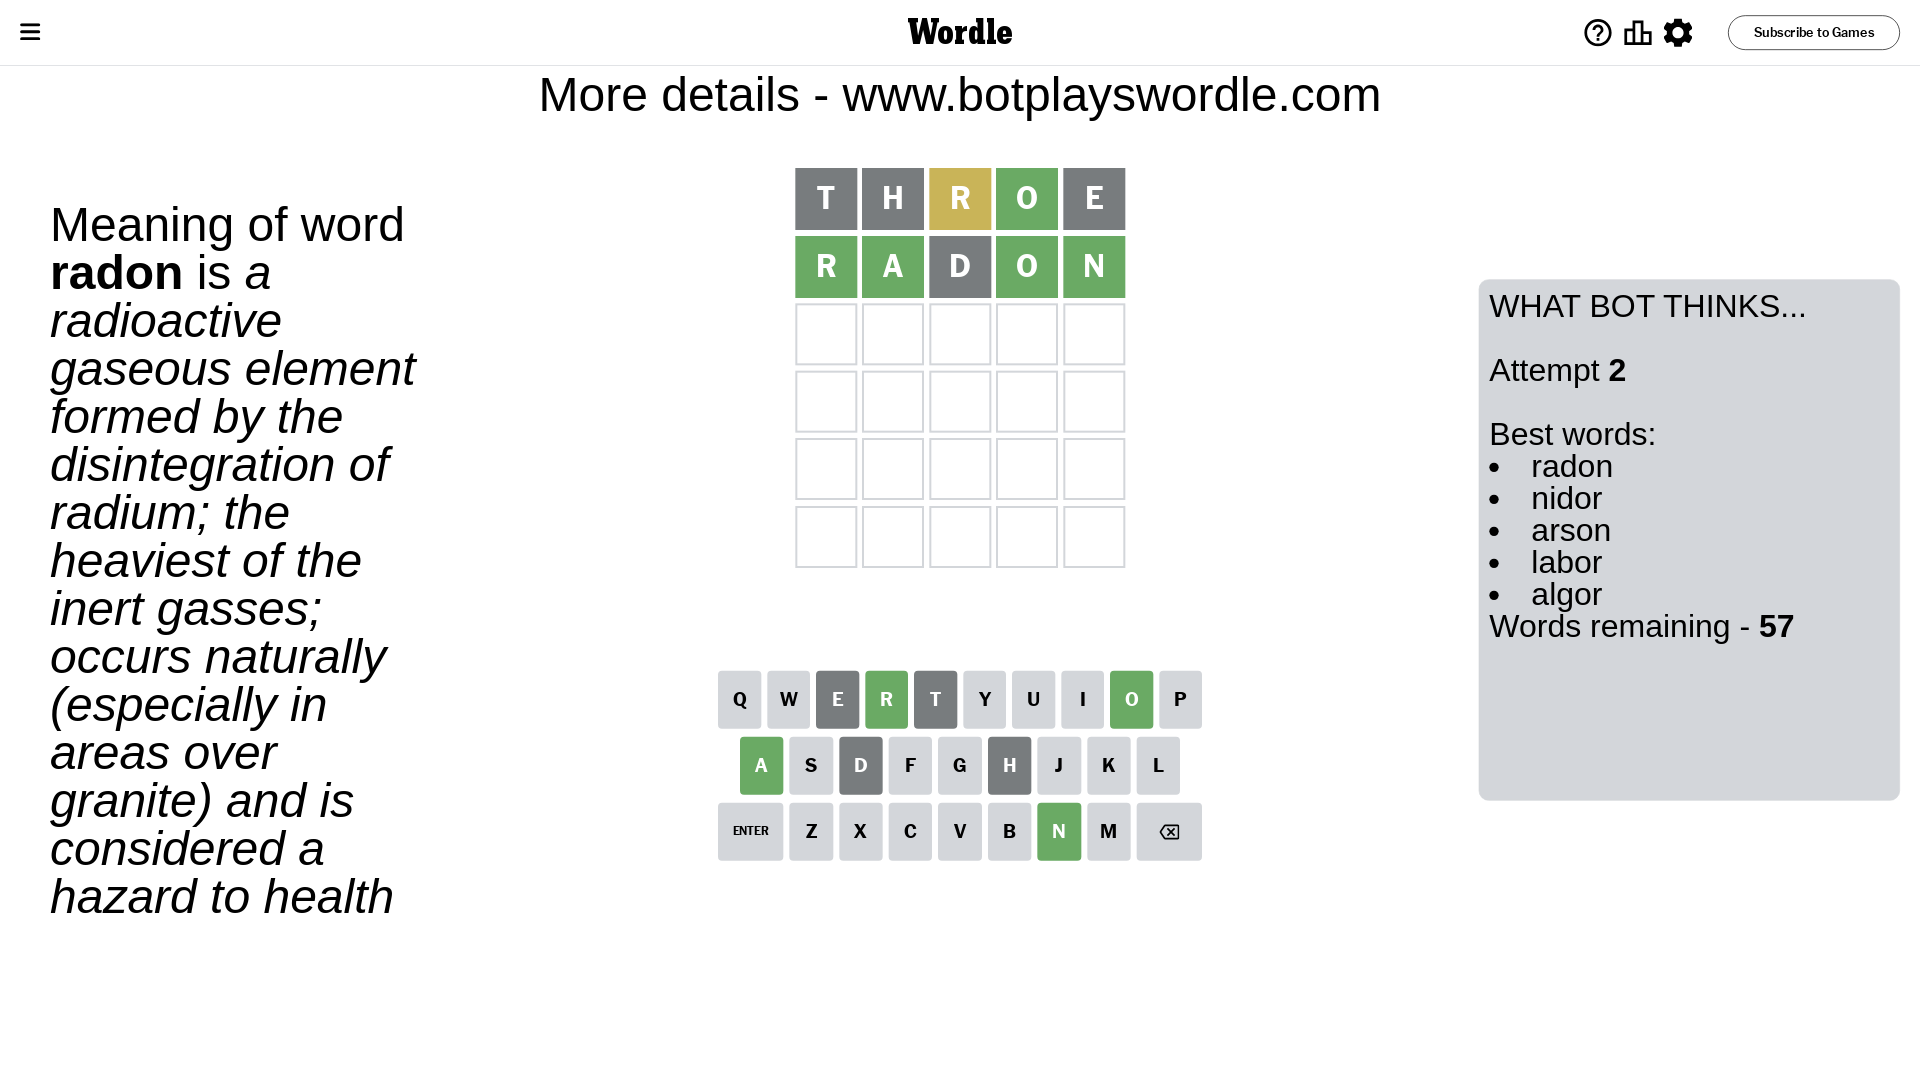 Wordle
Subscribe to Games
More details - www.botplayswordle.com
Meaning of word
radon is a
radioactive
gaseous element
formed by the
disintegration of
radium; the
heaviest of the
inert gasses;
occurs naturally
(especially in
areas over
granite) and is
considered a
hazard to health
T H R O E
R A D O N
Q W E R T Y U I O P
A S D F G H J K L
ENTER Z X C V B N M
WHAT BOT THINKS...
Attempt 2
Best words:
• radon
• nidor
• arson
• labor
• algor
Words remaining - 57